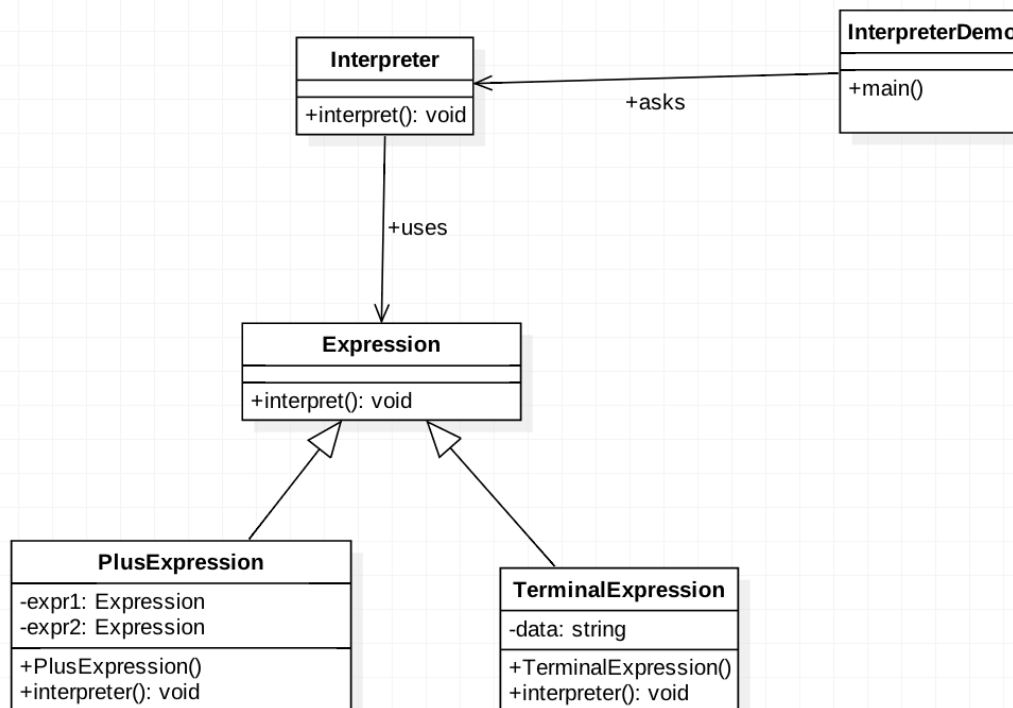 Interpreter
+interpret(): void
InterpreterDemo
+main()
+asks
+uses
Expression
+interpret(): void
PlusExpression
-expr1: Expression
-expr2: Expression
+PlusExpression()
+interpreter(): void
TerminalExpression
-data: string
+TerminalExpression()
+interpreter(): void